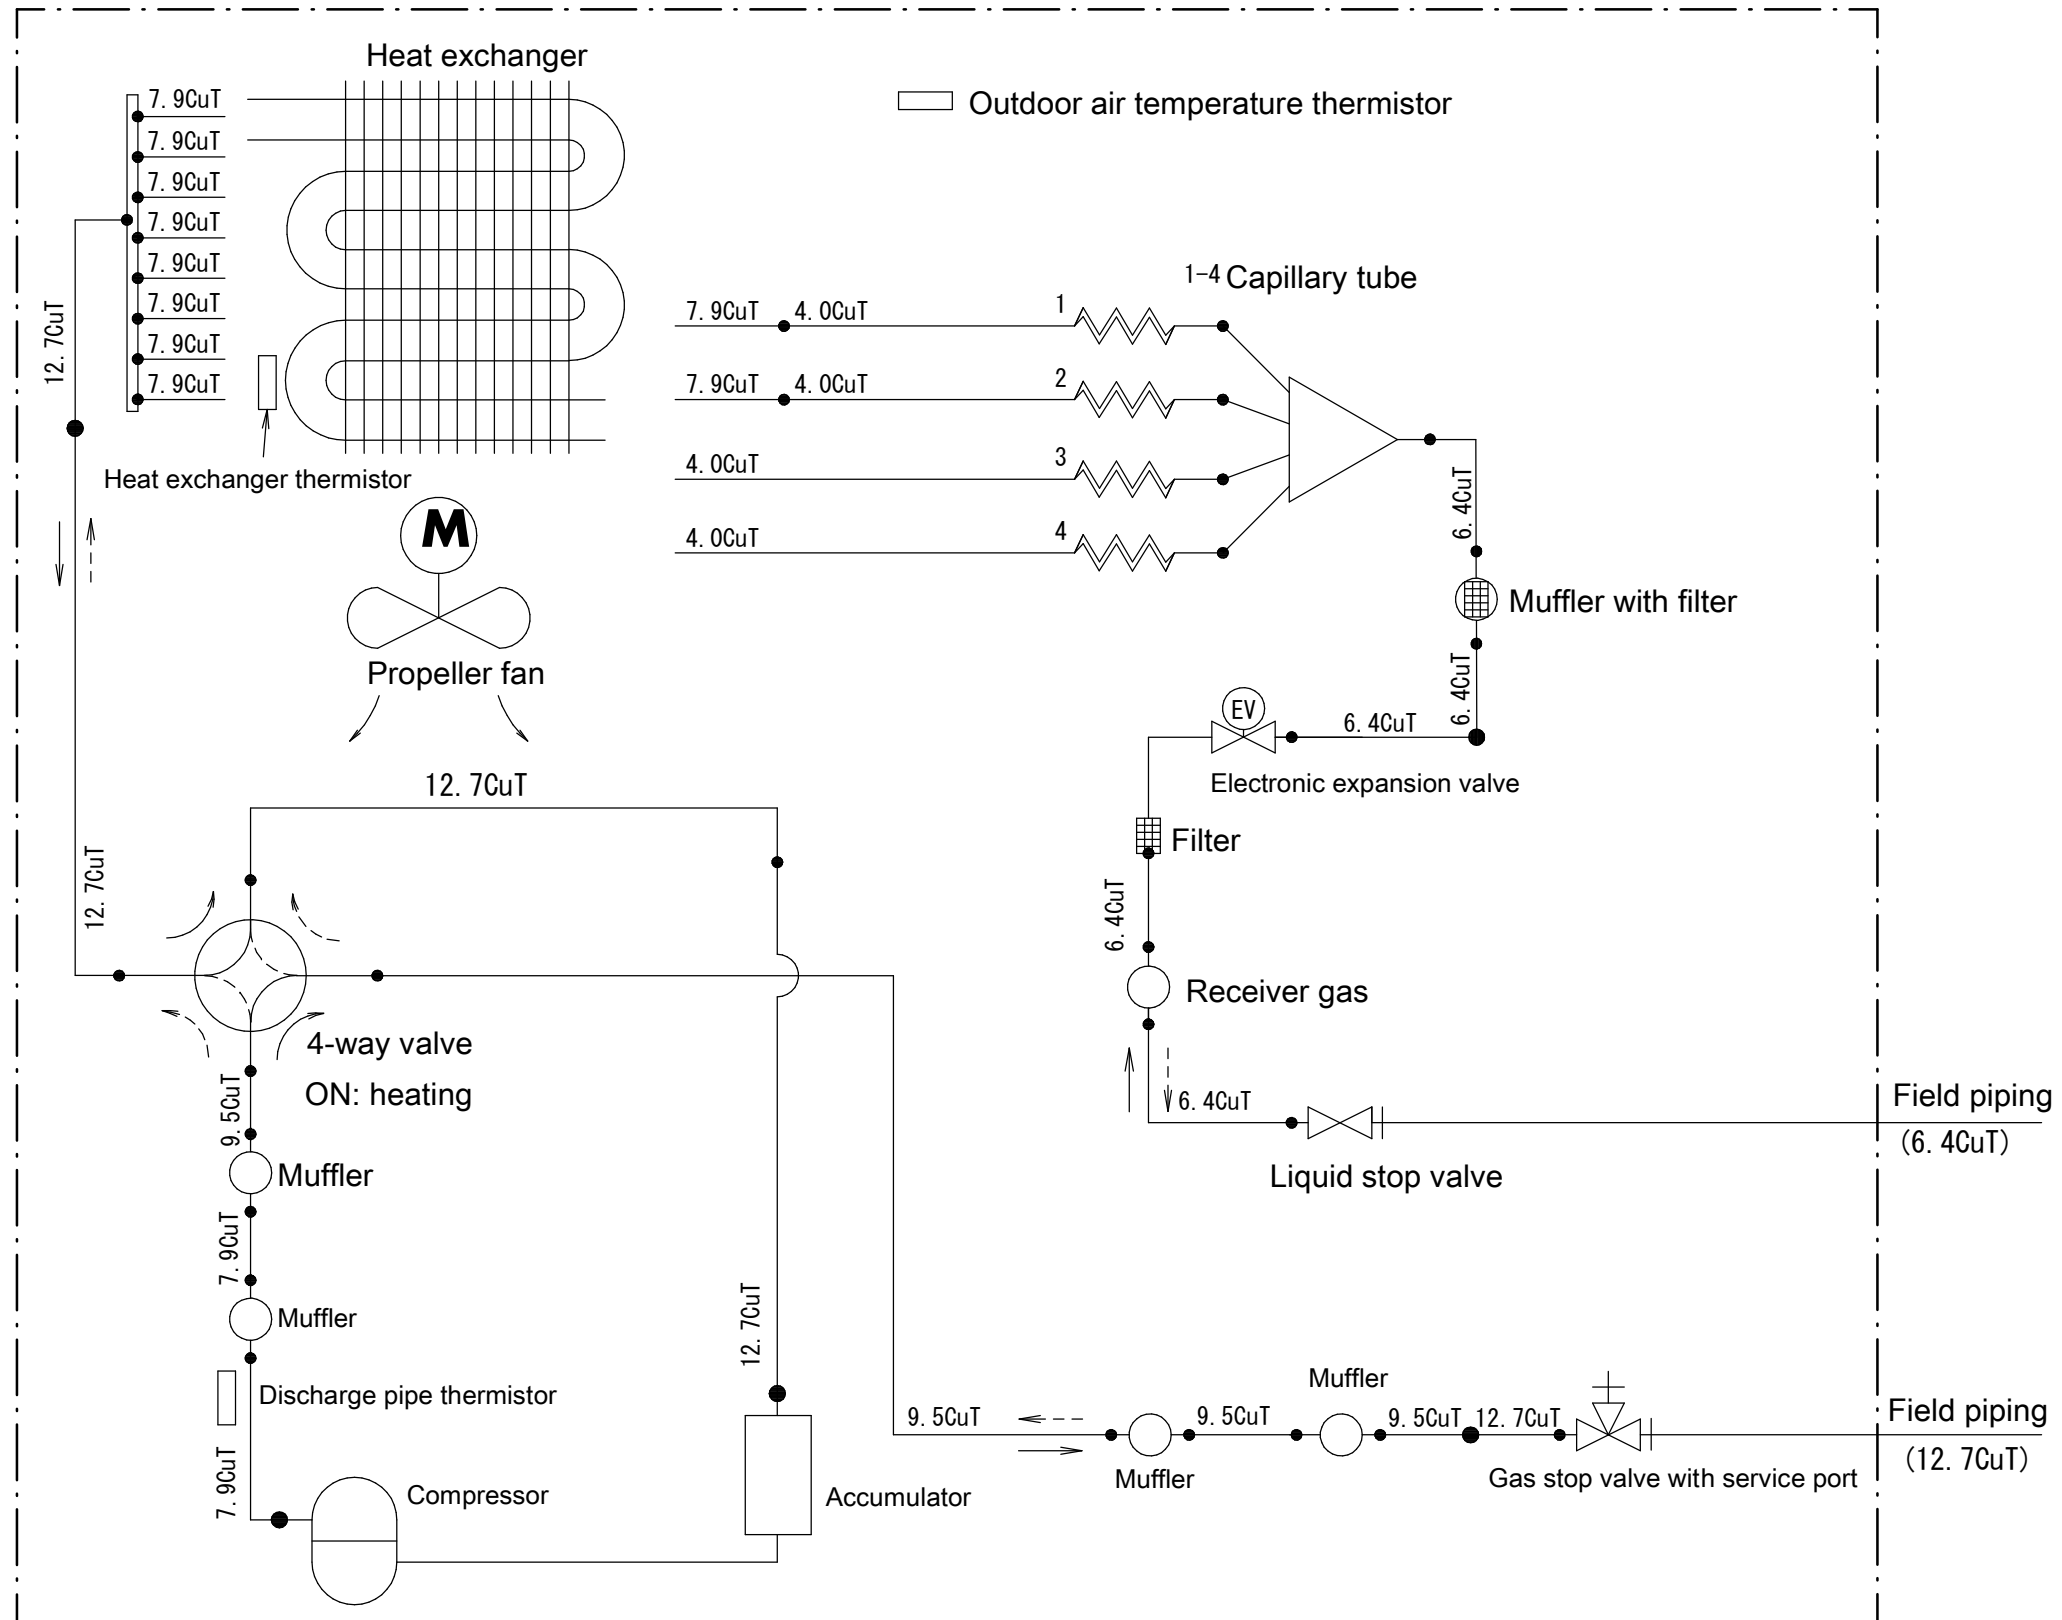 Heat exchanger
Outdoor air temperature thermistor
7.9CuT
7.9CuT
7.9CuT
7.9CuT
7.9CuT
7.9CuT
7.9CuT
7.9CuT
12.7CuT
Heat exchanger thermistor
1-4 Capillary tube
7.9CuT 4.0CuT 1
7.9CuT 4.0CuT 2
4.0CuT 3
4.0CuT 4
6.4CuT
Muffler with filter
6.4CuT
M
Propeller fan
EV
6.4CuT
Electronic expansion valve
12.7CuT
Filter
12.7CuT
6.4CuT
Receiver gas
4-way valve
ON: heating
9.5CuT
6.4CuT
Field piping
(6.4CuT)
Liquid stop valve
Muffler
7.9CuT
Muffler
12.7CuT
Discharge pipe thermistor
7.9CuT
Compressor
Accumulator
9.5CuT
Muffler
9.5CuT
Muffler
9.5CuT 12.7CuT
Gas stop valve with service port
Field piping
(12.7CuT)